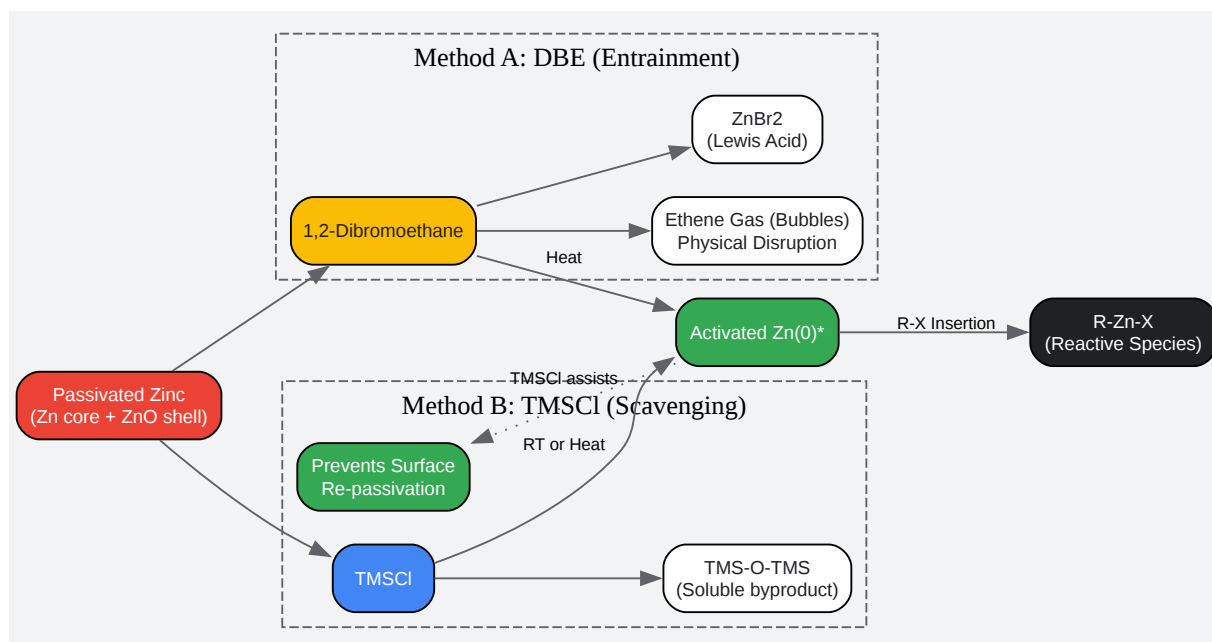 Method A: DBE (Entrainment)
ZnBr2
(Lewis Acid)
1,2-Dibromoethane
Ethene Gas (Bubbles)
Physical Disruption
Heat
Activated Zn(0)*
R-X Insertion
R-Zn-X
(Reactive Species)
Passivated Zinc
(Zn core + ZnO shell)
TMSCl assists
Method B: TMSCl (Scavenging)
RT or Heat
Prevents Surface
Re-passivation
TMSCl
TMS-O-TMS
(Soluble byproduct)